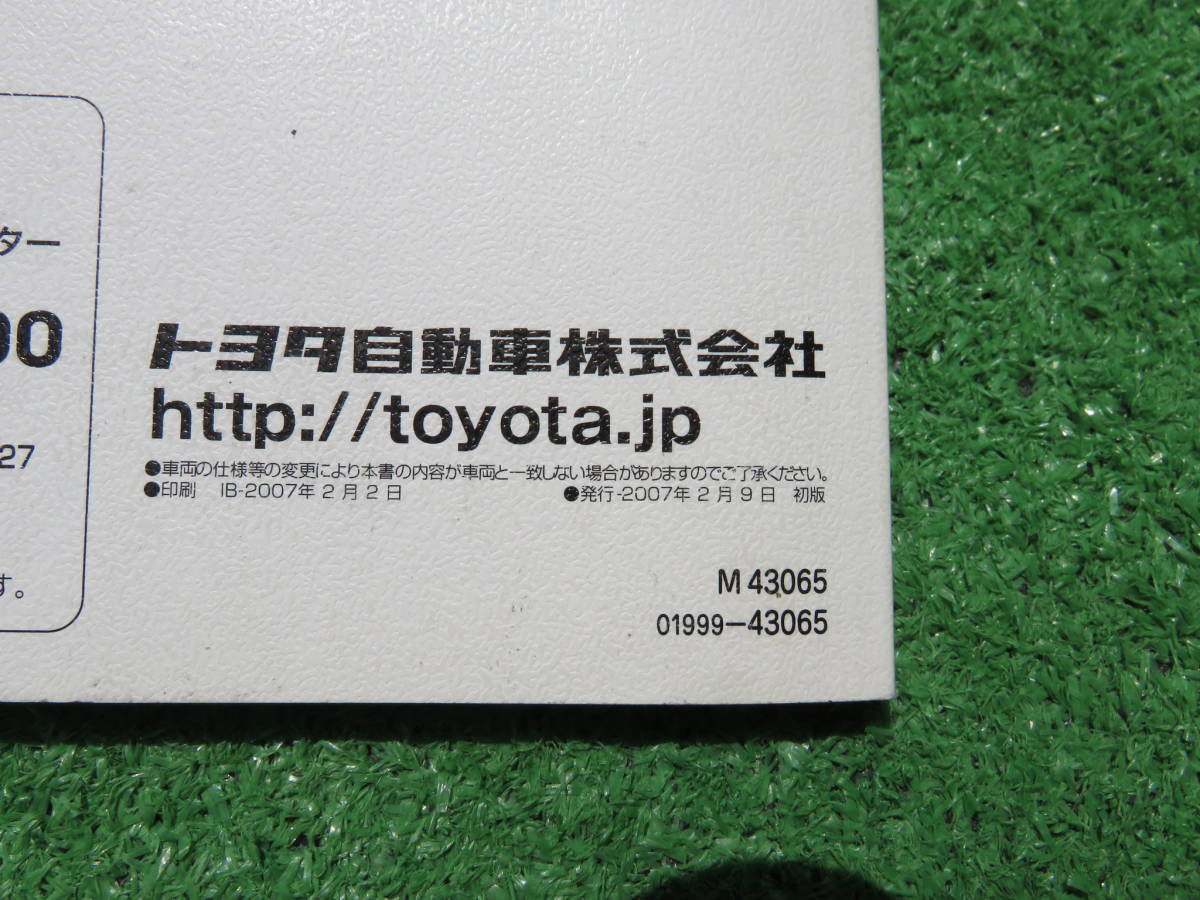 ター
00
27
す。
トヨタ自動車株式会社
http://toyota.jp
●車両の仕様等の変更により本書の内容が車両と一致しない場合がありますのでご了承ください。
●印刷 IB-2007年2月2日 ●発行-2007年2月9日 初版
M 43065
01999-43065